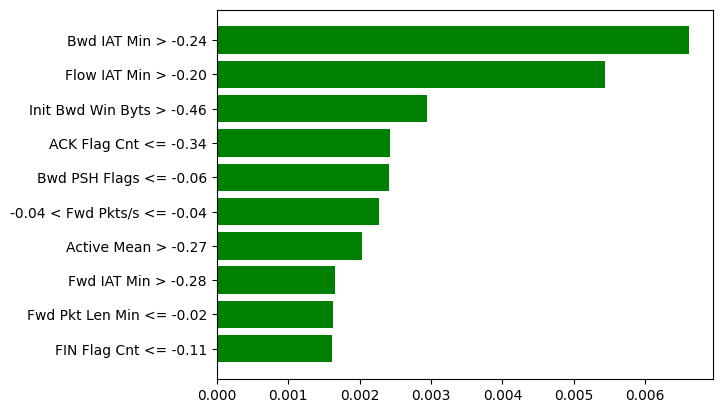 Bwd IAT Min > -0.24
Flow IAT Min > -0.20
Init Bwd Win Byts > -0.46
ACK Flag Cnt <= -0.34
Bwd PSH Flags <= -0.06
-0.04 < Fwd Pkts/s <= -0.04
Active Mean > -0.27
Fwd IAT Min > -0.28
Fwd Pkt Len Min <= -0.02
FIN Flag Cnt <= -0.11
0.000 0.001 0.002 0.003 0.004 0.005 0.006